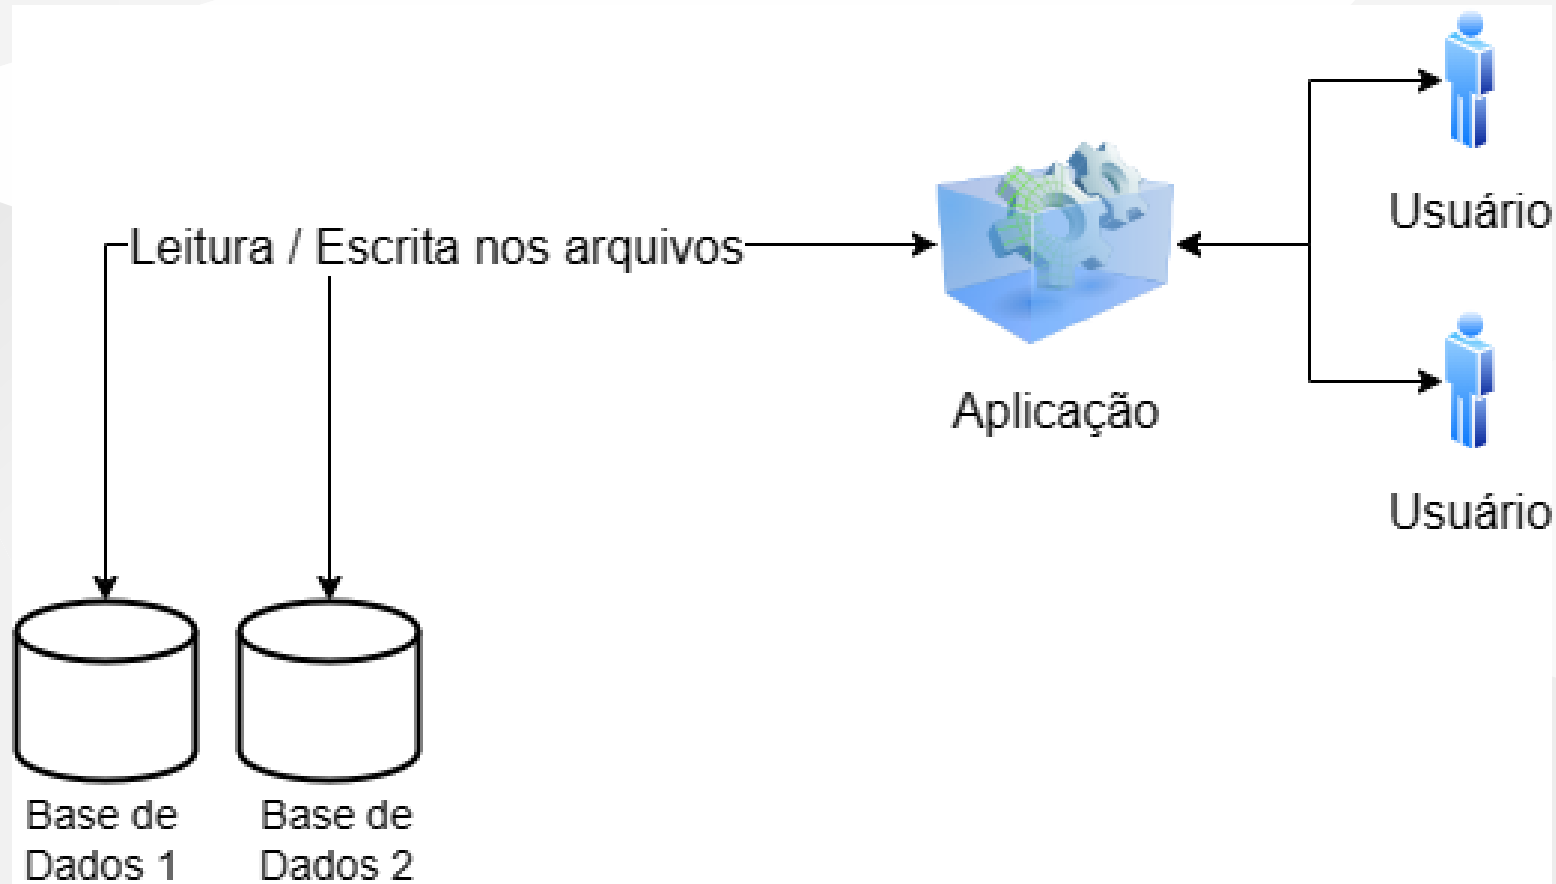 Usuário
Leitura / Escrita nos arquivos
Aplicação
Usuário
Base de
Dados 1
Base de
Dados 2